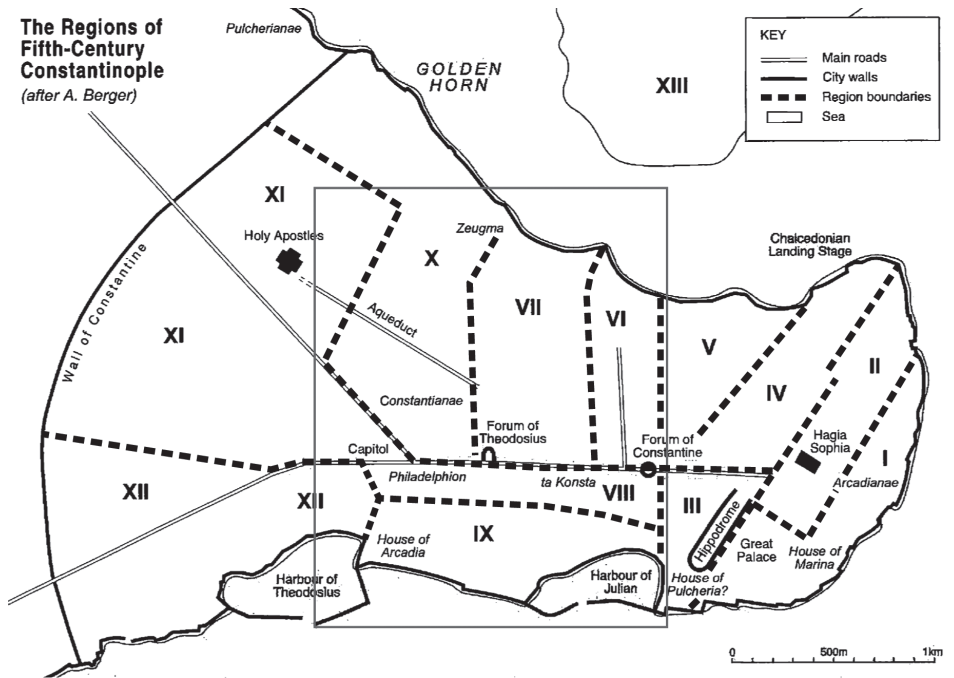 The Regions of
Fifth-Century
Constantinople
(after A. Berger)
Pulcherianae
GOLDEN
HORN
XIII
KEY
Main roads
City walls
Region boundaries
Sea
XI
Holy Apostles
Zeugma
X
Chalcedonian
Landing Stage
Wall of Constantine
Aqueduct
VII
VI
XI
V
II
IV
Constantianae
Forum of
Theodosius
Forum of
Constantine
Hagia
Sophia
I
Capitol
Philadelphion
ta Konsta
Arcadianae
XII
XII
VIII
III
House of
Arcadia
IX
Hippodrome
Great
Palace
House of
Marina
Harbour of
Theodosius
Harbour of
Julian
House of
Pulcheria?
0 500m 1km